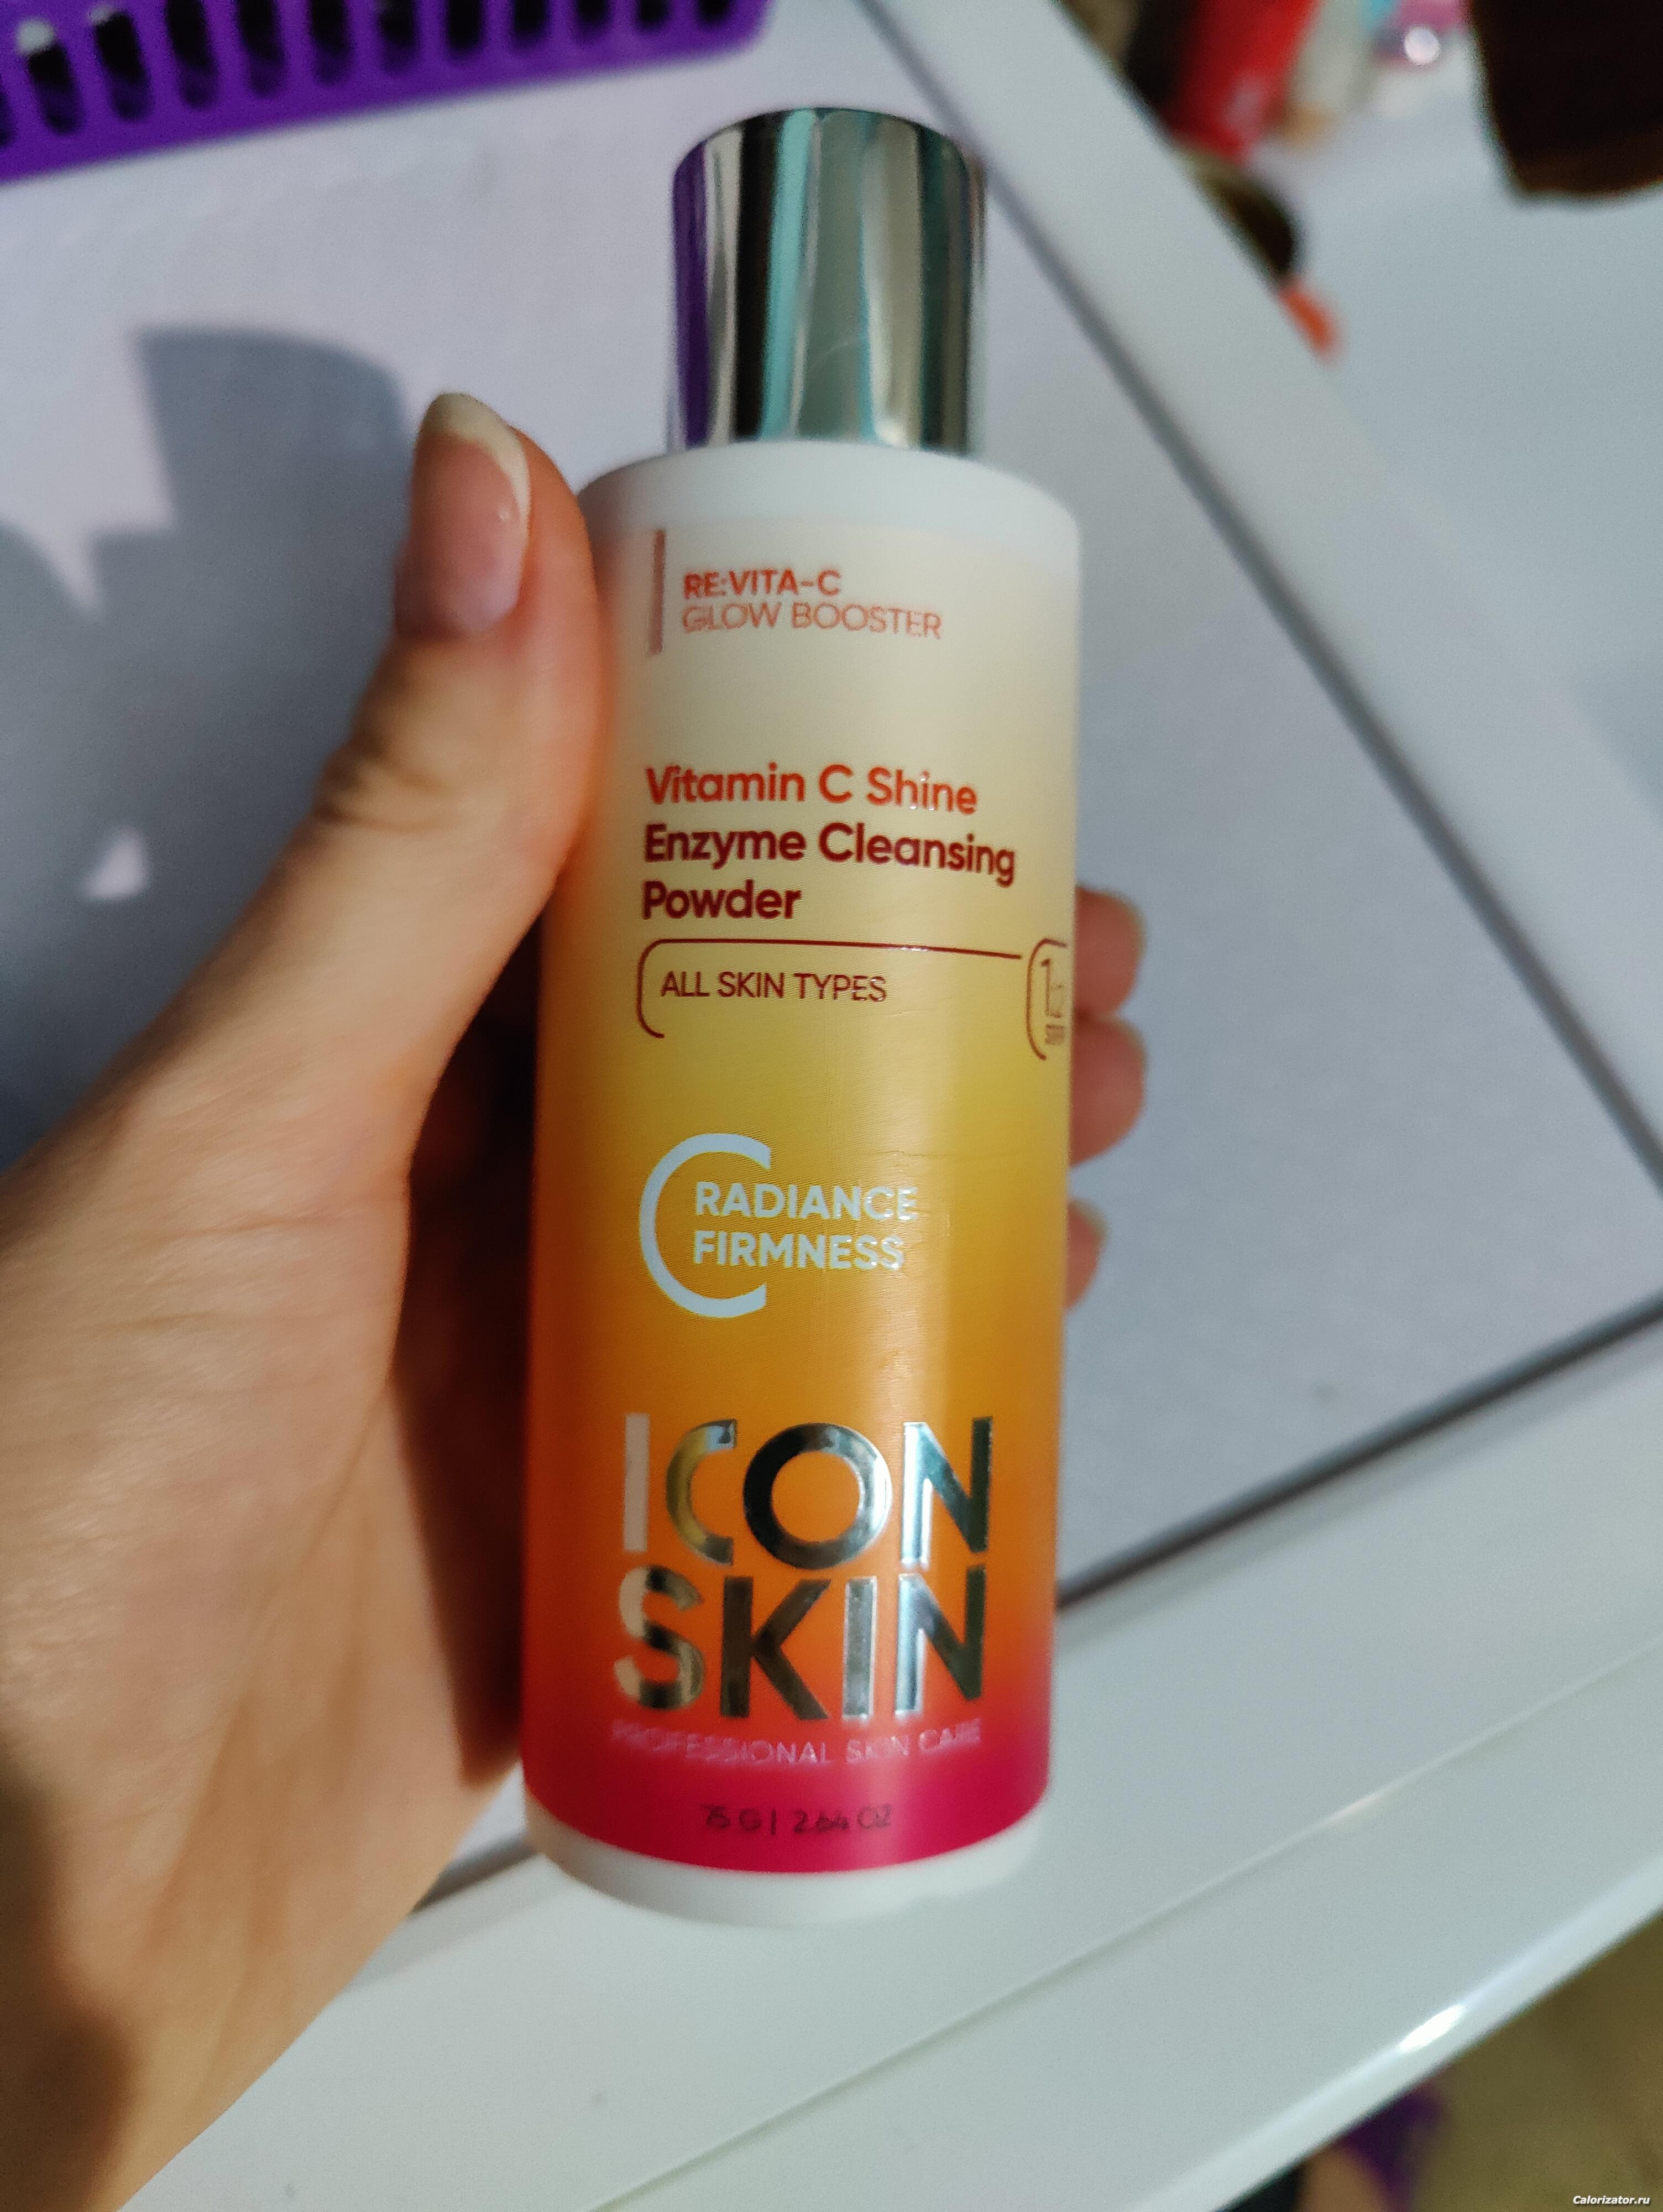 RE:VITA-C
GLOW BOOSTER
Vitamin C Shine
Enzyme Cleansing
Powder
ALL SKIN TYPES
C
RADIANCE
FIRMNESS
ICON
SKIN
PROFESSIONAL SKIN CARE
75 G | 2.64 OZ
Calorizator.ru